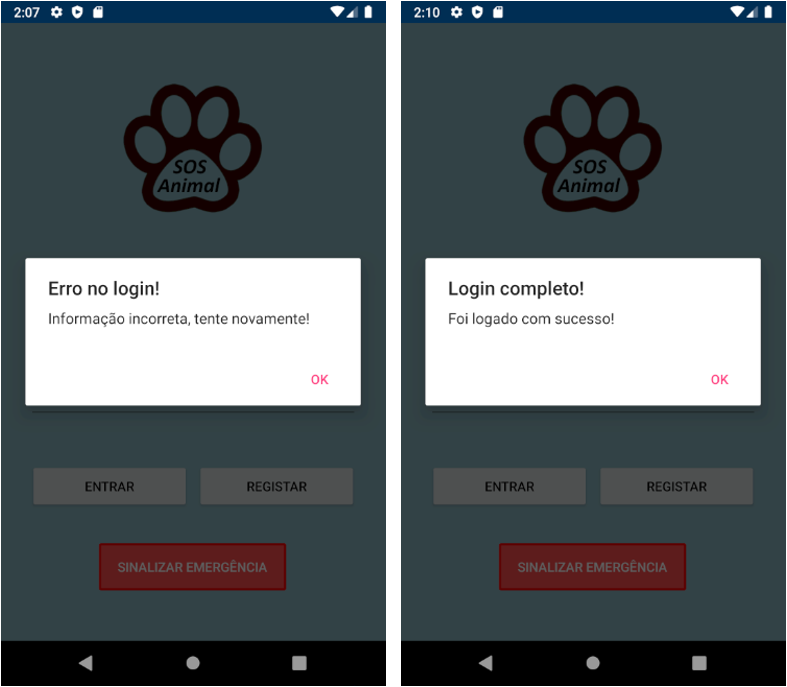 2:07
SOS
Animal
Erro no login!
Informação incorreta, tente novamente!
OK
ENTRAR
REGISTAR
SINALIZAR EMERGÊNCIA
2:10
SOS
Animal
Login completo!
Foi logado com sucesso!
OK
ENTRAR
REGISTAR
SINALIZAR EMERGÊNCIA